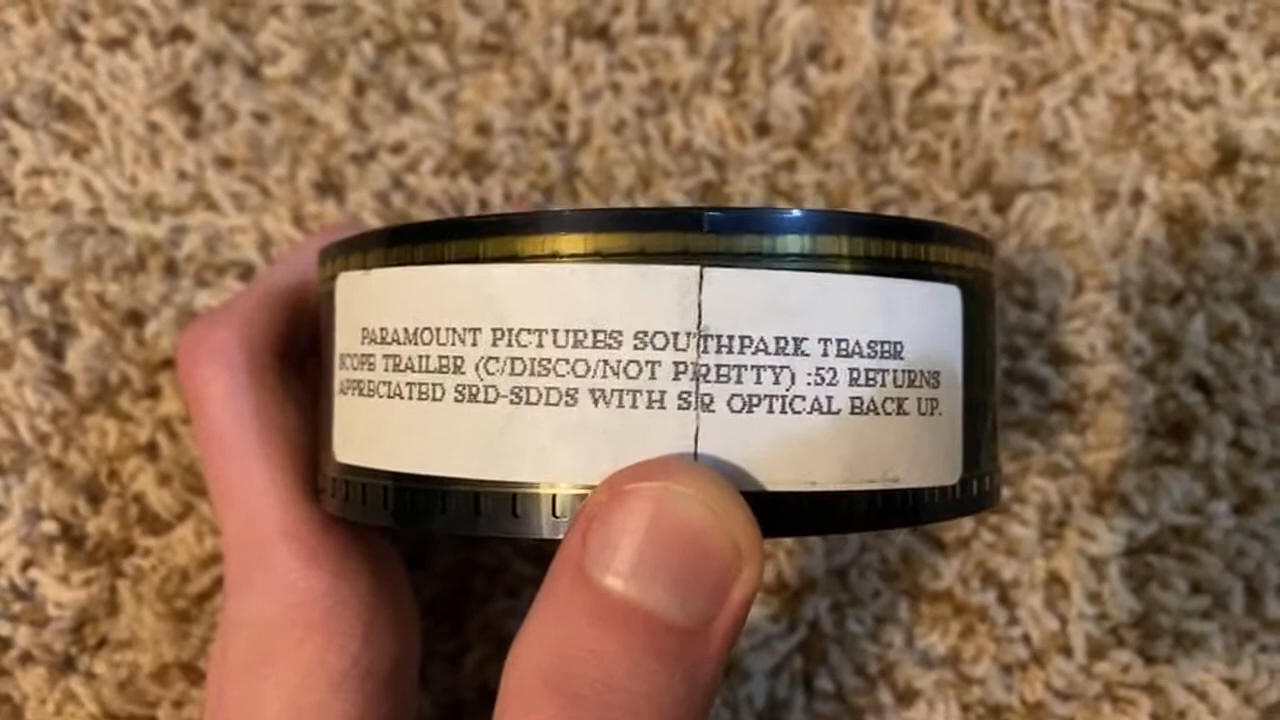 PARAMOUNT PICTURES SOUTHPARK TEASER
SCOPE TRAILER (C/DISCO/NOT PRETTY) :52 RETURNS
APPRECIATED SRD-SDDS WITH SR OPTICAL BACK UP.